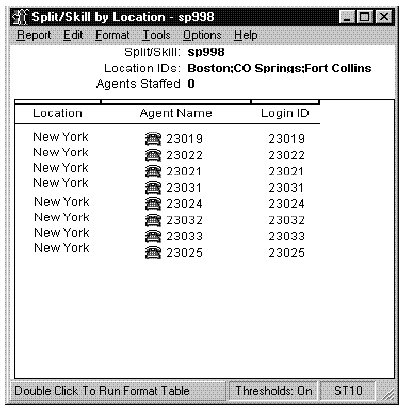 Split/Skill by Location - sp998
Report Edit Format Tools Options Help
Split/Skill: sp998
Location IDs: Boston;CO Springs;Fort Collins
Agents Staffed 0
Location Agent Name Login ID
New York 23019 23019
New York 23022 23022
New York 23021 23021
New York 23031 23031
New York 23024 23024
New York 23032 23032
New York 23033 23033
New York 23025 23025
Double Click To Run Format Table Thresholds: On ST10